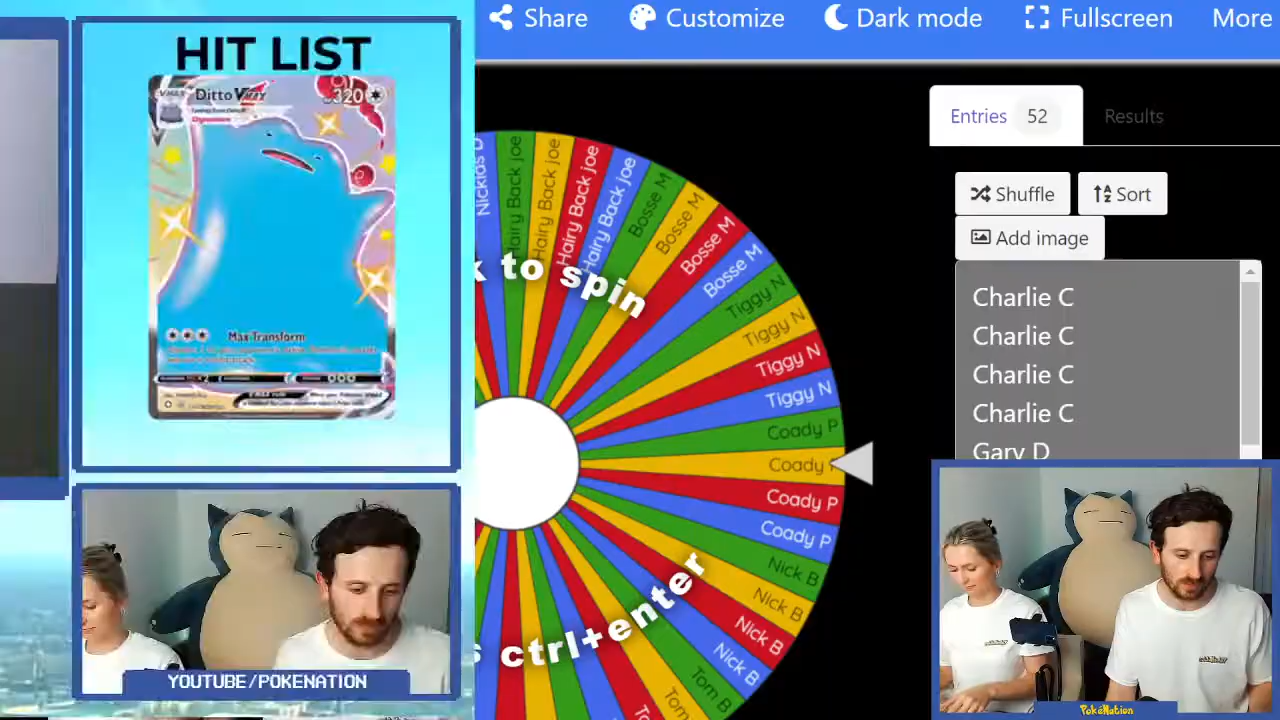 Share
Customize
Dark mode
Fullscreen
More
HIT LIST
VMAX
Ditto
320
Max Transform
YOUTUBE/POKENATION
Hairy Back joe
Hairy Back joe
Hairy Back joe
Hairy Back joe
Bosse M
Bosse M
Bosse M
Bosse M
Tiggy N
Tiggy N
Tiggy N
Tiggy N
Coady P
Coady
Coady P
Coady P
Nick B
Nick B
Nick B
Nick B
Tom B
Tom B
to spin
ctrl+enter
Entries 52
Results
Shuffle
Sort
Add image
Charlie C
Charlie C
Charlie C
Charlie C
Gary D
PokéNation